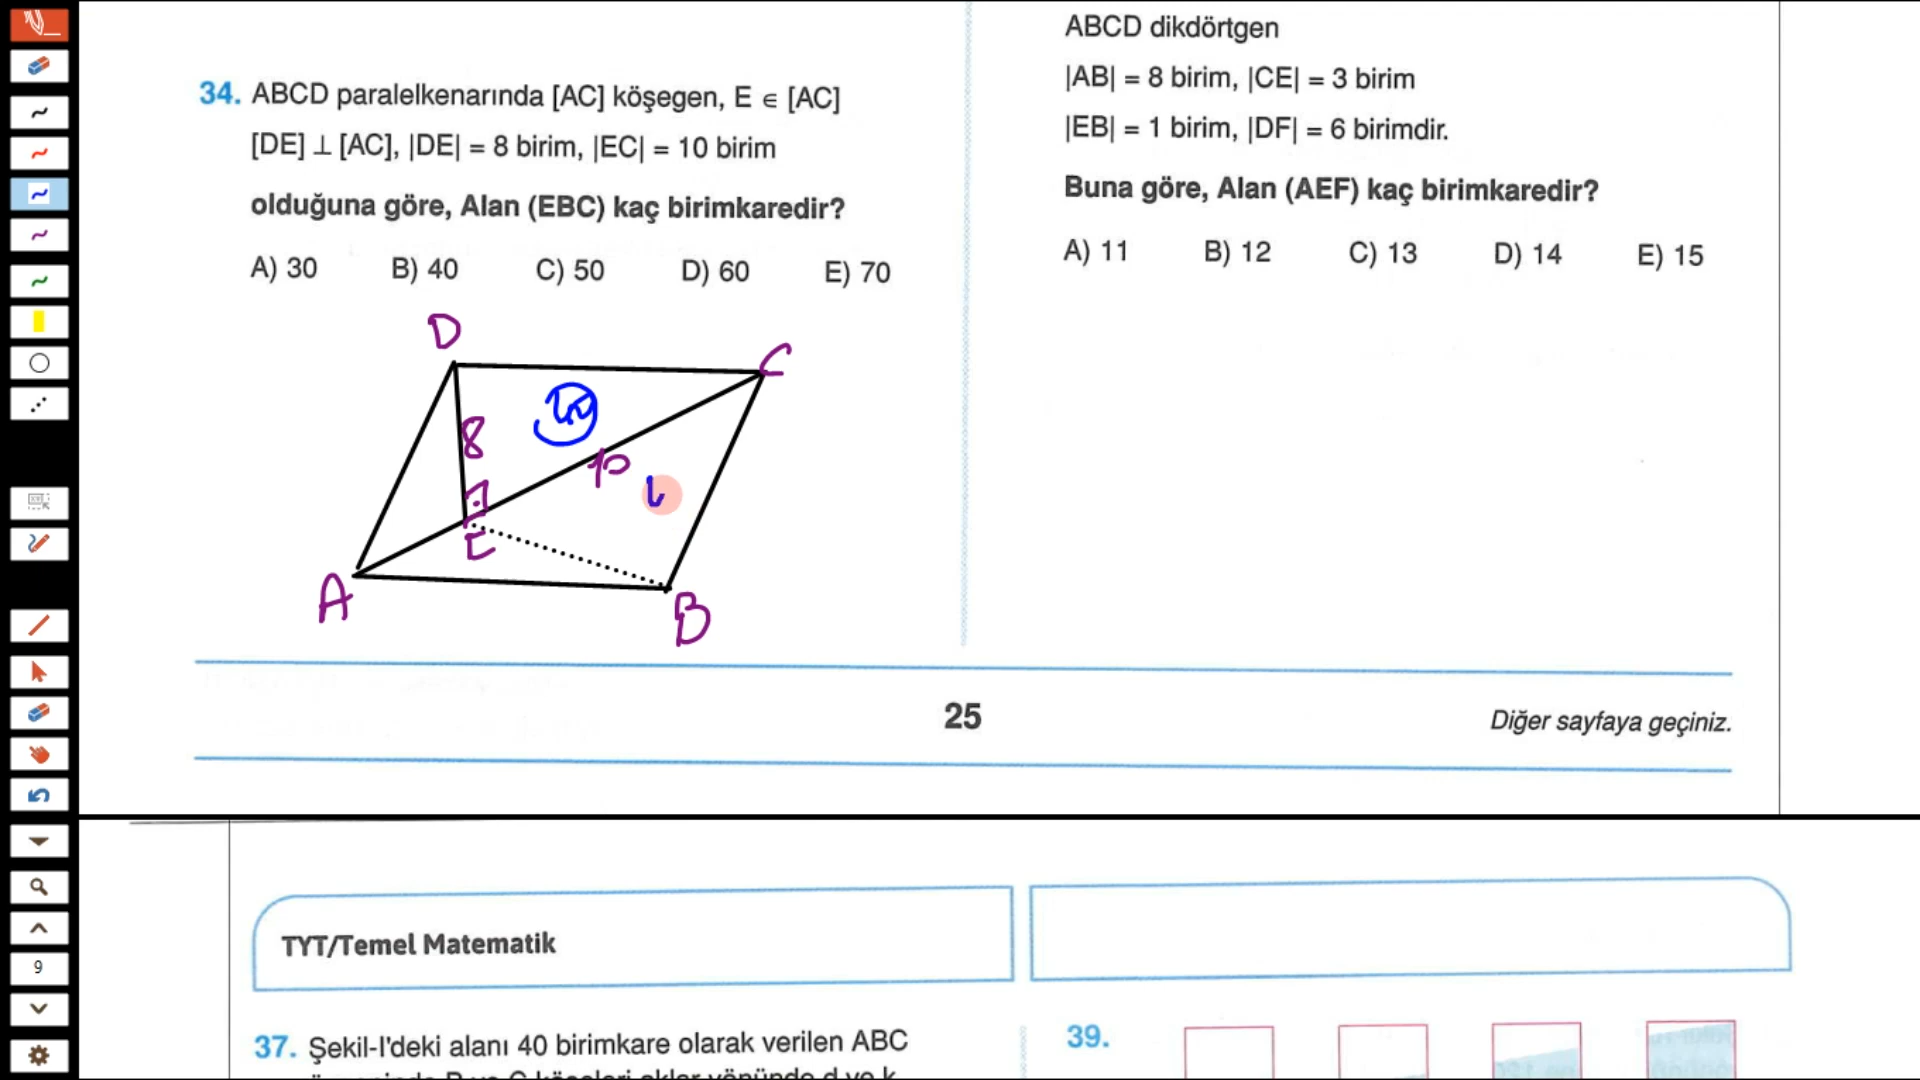 34. ABCD paralelkenarında [AC] köşegen, E ∈ [AC]
[DE] ⊥ [AC], |DE| = 8 birim, |EC| = 10 birim
olduğuna göre, Alan (EBC) kaç birimkaredir?
A) 30 B) 40 C) 50 D) 60 E) 70
D
C
8
10
E
A
B
ABCD dikdörtgen
|AB| = 8 birim, |CE| = 3 birim
|EB| = 1 birim, |DF| = 6 birimdir.
Buna göre, Alan (AEF) kaç birimkaredir?
A) 11 B) 12 C) 13 D) 14 E) 15
25
Diğer sayfaya geçiniz.
TYT/Temel Matematik
37. Şekil-I'deki alanı 40 birimkare olarak verilen ABC
39.
9